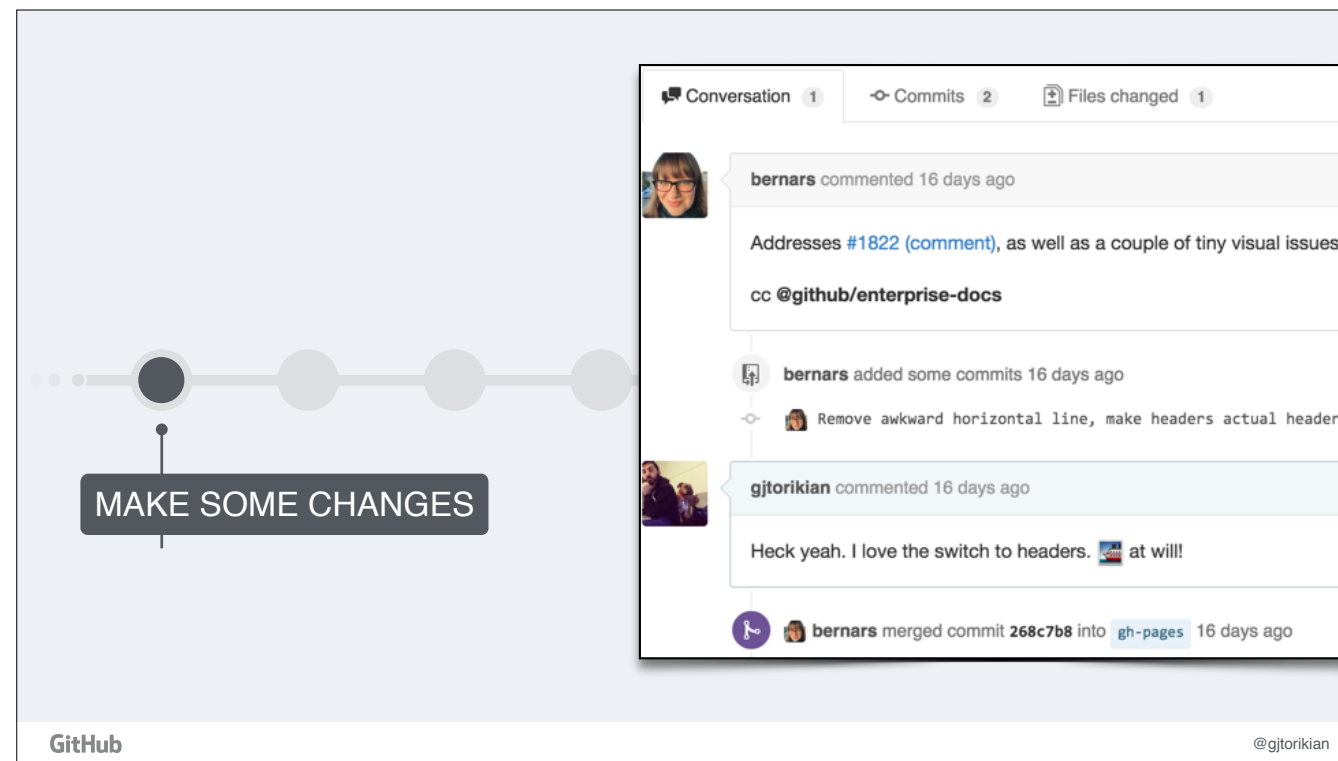 Conversation 1 Commits 2 Files changed 1
bernars commented 16 days ago
Addresses #1822 (comment), as well as a couple of tiny visual issues
cc @github/enterprise-docs
bernars added some commits 16 days ago
Remove awkward horizontal line, make headers actual header
gjtorikian commented 16 days ago
Heck yeah. I love the switch to headers. at will!
bernars merged commit 268c7b8 into gh-pages 16 days ago
MAKE SOME CHANGES
GitHub
@gjtorikian